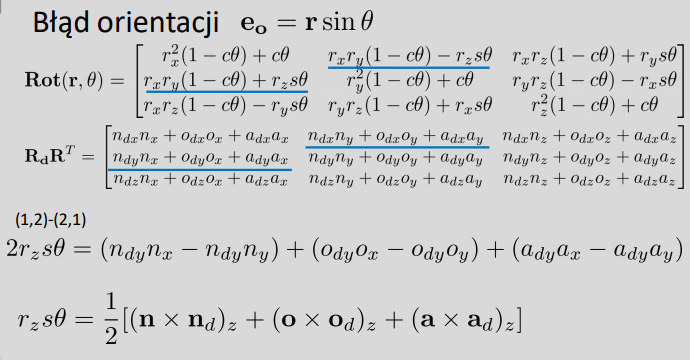 Błąd orientacji e_o = r sin θ
Rot(r, θ) = [ r_x^2(1 − cθ) + cθ   r_x r_y(1 − cθ) − r_z sθ   r_x r_z(1 − cθ) + r_y sθ
r_x r_y(1 − cθ) + r_z sθ   r_y^2(1 − cθ) + cθ   r_y r_z(1 − cθ) − r_x sθ
r_x r_z(1 − cθ) − r_y sθ   r_y r_z(1 − cθ) + r_x sθ   r_z^2(1 − cθ) + cθ ]
R_d R^T = [ n_dx n_x + o_dx o_x + a_dx a_x   n_dx n_y + o_dx o_y + a_dx a_y   n_dx n_z + o_dx o_z + a_dx a_z
n_dy n_x + o_dy o_x + a_dy a_x   n_dy n_y + o_dy o_y + a_dy a_y   n_dy n_z + o_dy o_z + a_dy a_z
n_dz n_x + o_dz o_x + a_dz a_x   n_dz n_y + o_dz o_y + a_dz a_y   n_dz n_z + o_dz o_z + a_dz a_z ]
(1,2)-(2,1)
2r_z sθ = (n_dy n_x − n_dy n_y) + (o_dy o_x − o_dy o_y) + (a_dy a_x − a_dy a_y)
r_z sθ = 1/2 [(n × n_d)_z + (o × o_d)_z + (a × a_d)_z]